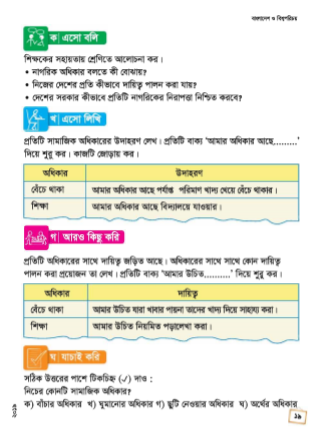 বাংলাদেশ ও বিশ্বপরিচয়
ক এসো বলি
শিক্ষকের সহায়তায় শ্রেণিতে আলোচনা কর।
• নাগরিক অধিকার বলতে কী বোঝায়?
• নিজের দেশের প্রতি কীভাবে দায়িত্ব পালন করা যায়?
• দেশের সরকার কীভাবে প্রতিটি নাগরিকের নিরাপত্তা নিশ্চিত করবে?
খ এসো লিখি
প্রতিটি সামাজিক অধিকারের উদাহরণ লেখ। প্রতিটি বাক্য 'আমার অধিকার আছে.........'
দিয়ে শুরু কর। কাজটি জোড়ায় কর।
অধিকার উদাহরণ
বেঁচে থাকা আমার অধিকার আছে পর্যাপ্ত পরিমাণ খাদ্য খেয়ে বেঁচে থাকার।
শিক্ষা আমার অধিকার আছে বিদ্যালয়ে যাওয়ার।
গ আরও কিছু করি
প্রতিটি অধিকারের সাথে দায়িত্ব জড়িত আছে। অধিকারের সাথে সাথে কোন দায়িত্ব
পালন করা প্রয়োজন তা লেখ। প্রতিটি বাক্য 'আমার উচিত..........' দিয়ে শুরু কর।
অধিকার দায়িত্ব
বেঁচে থাকা আমার উচিত যারা খাবার পায়না তাদের খাদ্য দিয়ে সাহায্য করা।
শিক্ষা আমার উচিত নিয়মিত পড়ালেখা করা।
ঘ যাচাই করি
সঠিক উত্তরের পাশে টিকচিহ্ন (✓) দাও :
নিচের কোনটি সামাজিক অধিকার?
ক) বাঁচার অধিকার খ) ঘুমানোর অধিকার গ) ছুটি নেওয়ার অধিকার ঘ) অর্থের অধিকার
১৯